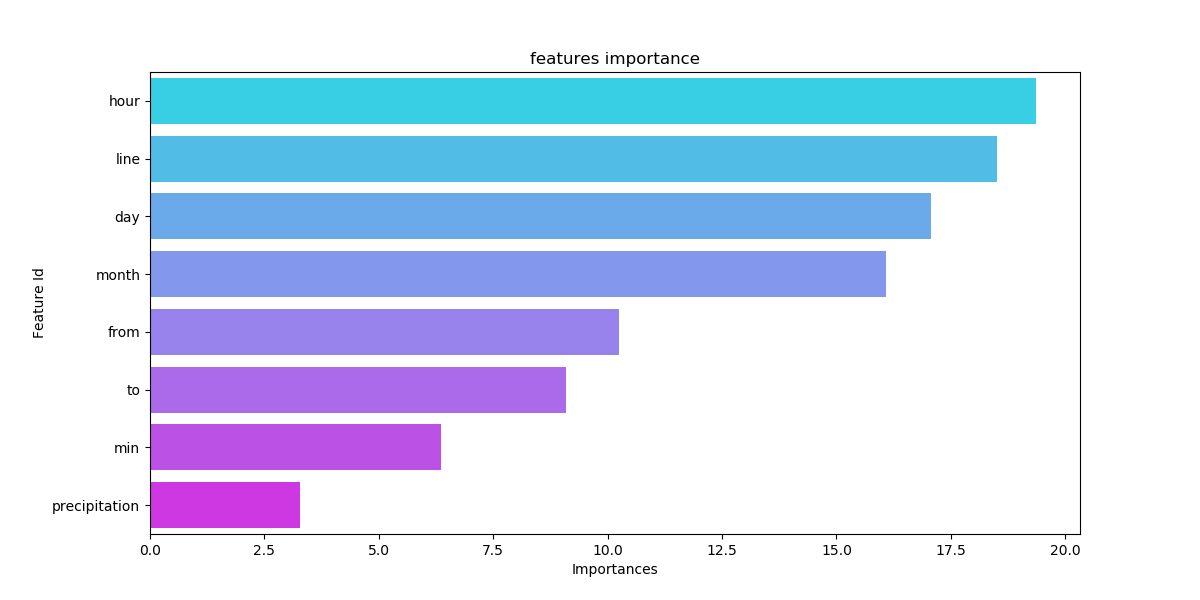 features importance
Feature Id
hour
line
day
month
from
to
min
precipitation
0.0 2.5 5.0 7.5 10.0 12.5 15.0 17.5 20.0
Importances